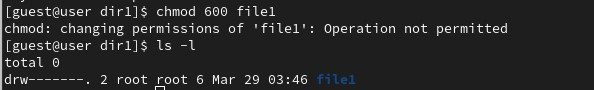 [guest@user dir1]$ chmod 600 file1
chmod: changing permissions of 'file1': Operation not permitted
[guest@user dir1]$ ls -l
total 0
drw-------. 2 root root 6 Mar 29 03:46 file1